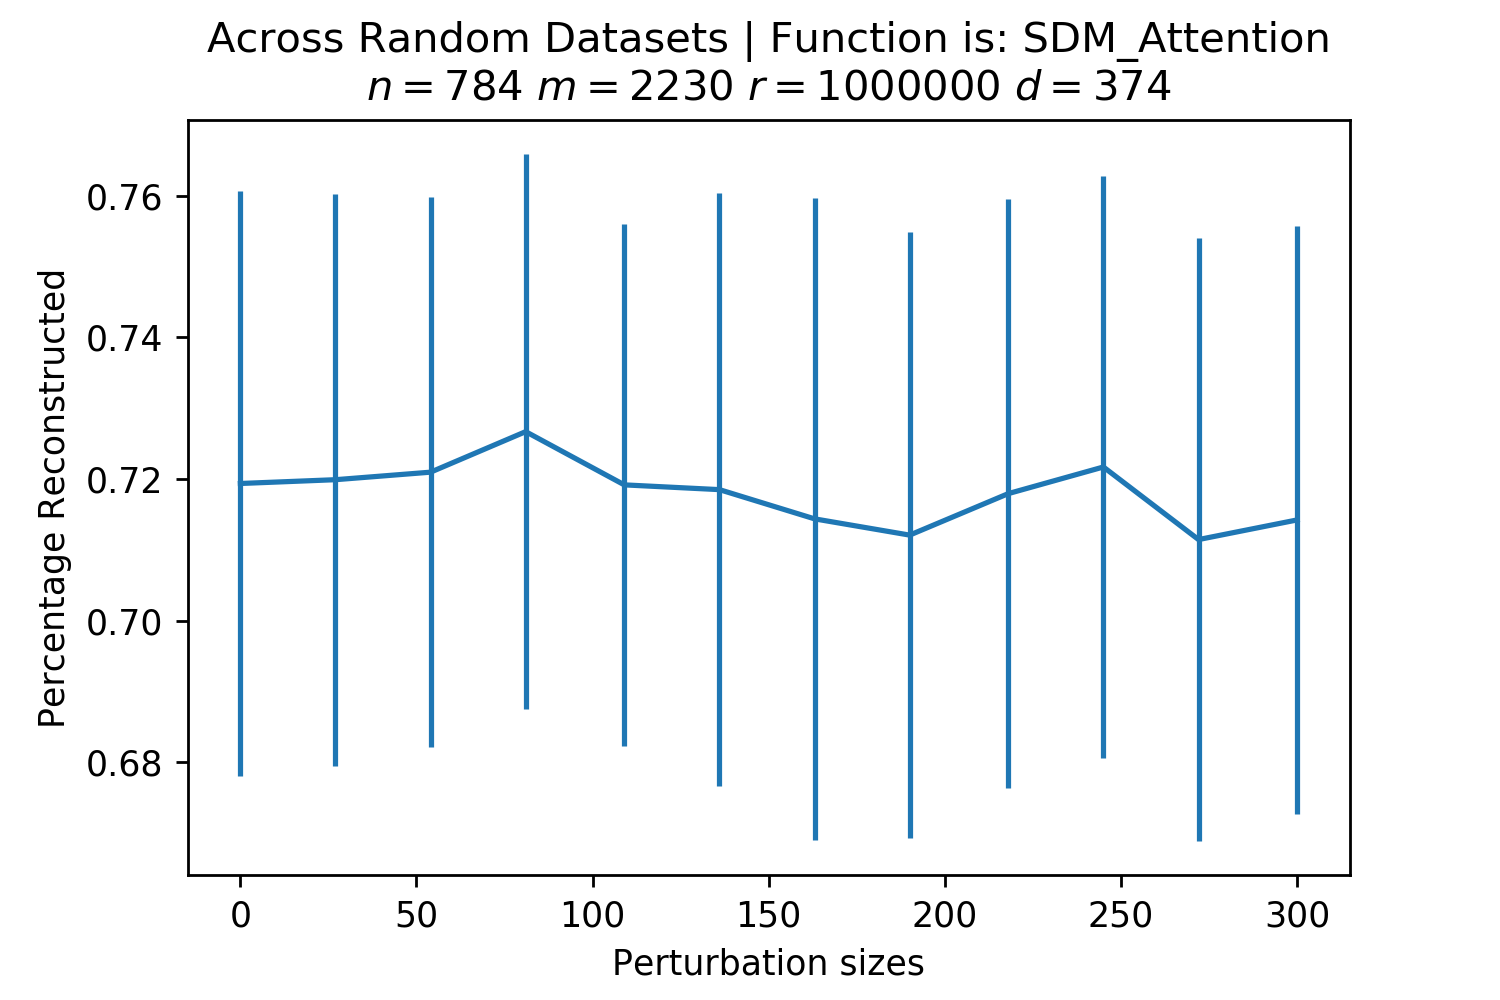 Across Random Datasets | Function is: SDM_Attention
n = 784 m = 2230 r = 1000000 d = 374
Percentage Reconstructed
0.76
0.74
0.72
0.70
0.68
0 50 100 150 200 250 300
Perturbation sizes